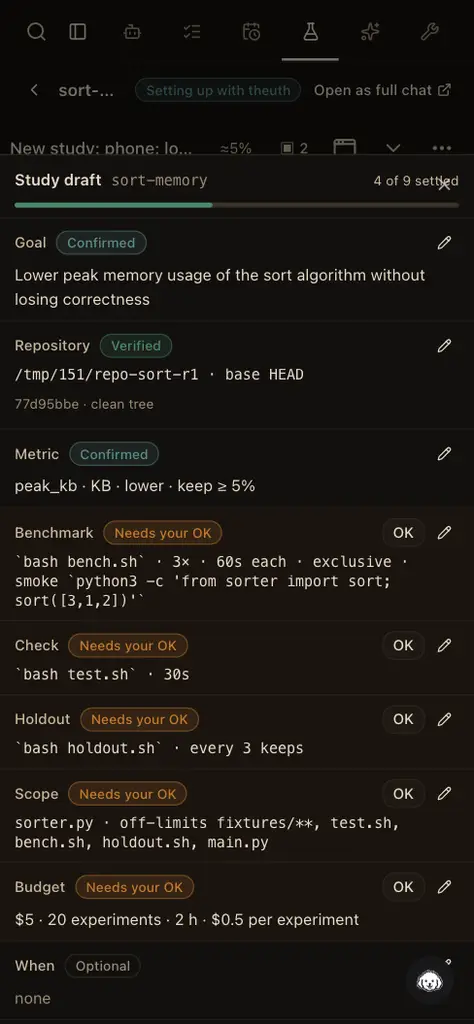 sort-...
Setting up with theuth
Open as full chat
New study: phone: lo...
≈5%
2
Study draft sort-memory
4 of 9 settled
Goal
Confirmed
Lower peak memory usage of the sort algorithm without
losing correctness
Repository
Verified
/tmp/151/repo-sort-r1 · base HEAD
77d95bbe · clean tree
Metric
Confirmed
peak_kb · KB · lower · keep ≥ 5%
Benchmark
Needs your OK
OK
`bash bench.sh` · 3× · 60s each · exclusive ·
smoke `python3 -c 'from sorter import sort;
sort([3,1,2])'`
Check
Needs your OK
OK
`bash test.sh` · 30s
Holdout
Needs your OK
OK
`bash holdout.sh` · every 3 keeps
Scope
Needs your OK
OK
sorter.py · off-limits fixtures/**, test.sh,
bench.sh, holdout.sh, main.py
Budget
Needs your OK
OK
$5 · 20 experiments · 2 h · $0.5 per experiment
When
Optional
none